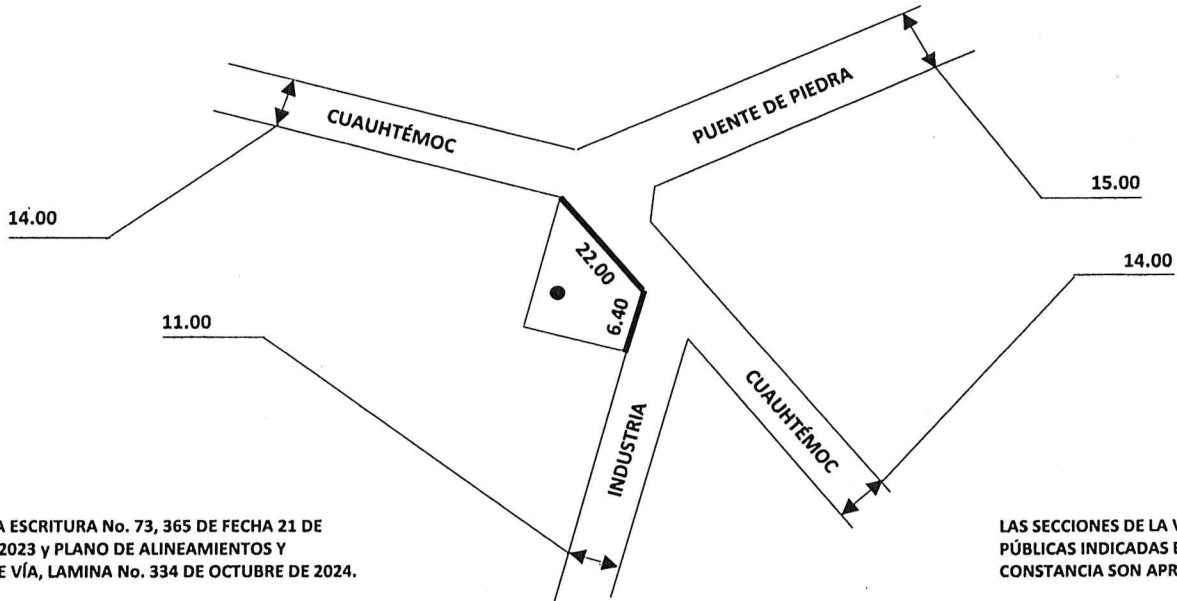 PUENTE DE PIEDRA
CUAUHTÉMOC
15.00
14.00
22.00
14.00
6.40
11.00
CUAUHTÉMOC
INDUSTRIA
A ESCRITURA No. 73, 365 DE FECHA 21 DE
2023 y PLANO DE ALINEAMIENTOS Y
E VÍA, LAMINA No. 334 DE OCTUBRE DE 2024.
LAS SECCIONES DE LA V
PÚBLICAS INDICADAS E
CONSTANCIA SON APR